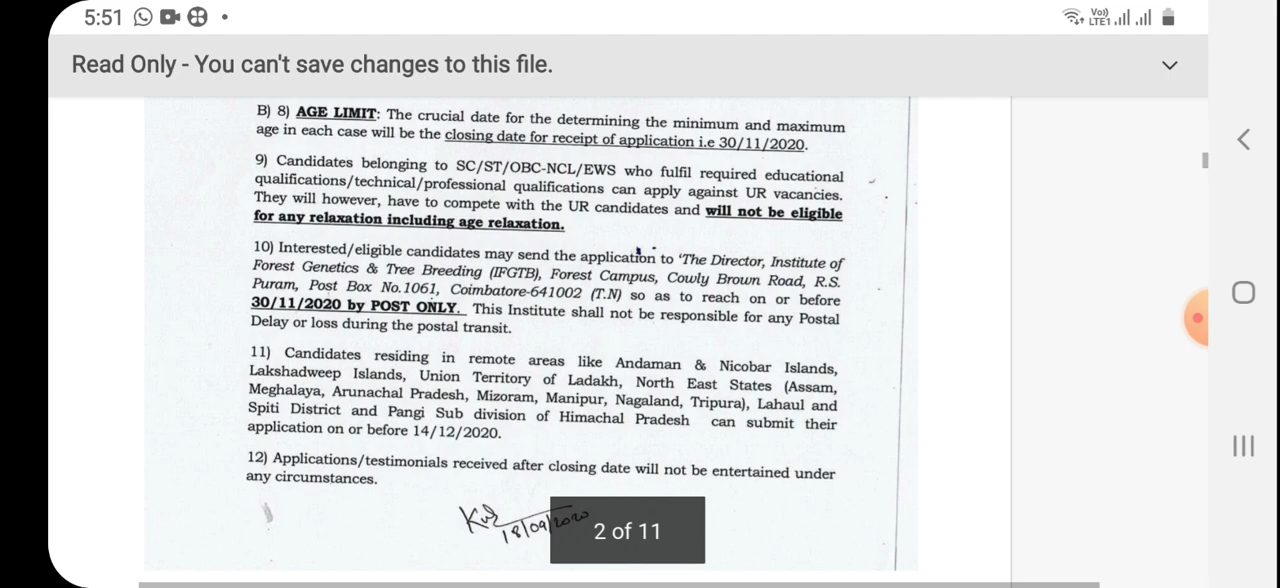 5:51
Vo)) LTE1
Read Only - You can't save changes to this file.
B) 8) AGE LIMIT: The crucial date for the determining the minimum and maximum
age in each case will be the closing date for receipt of application i.e 30/11/2020.
9) Candidates belonging to SC/ST/OBC-NCL/EWS who fulfil required educational
qualifications/technical/professional qualifications can apply against UR vacancies.
They will however, have to compete with the UR candidates and will not be eligible
for any relaxation including age relaxation.
10) Interested/eligible candidates may send the application to 'The Director, Institute of
Forest Genetics & Tree Breeding (IFGTB), Forest Campus, Cowly Brown Road, R.S.
Puram, Post Box No.1061, Coimbatore-641002 (T.N) so as to reach on or before
30/11/2020 by POST ONLY. This Institute shall not be responsible for any Postal
Delay or loss during the postal transit.
11) Candidates residing in remote areas like Andaman & Nicobar Islands,
Lakshadweep Islands, Union Territory of Ladakh, North East States (Assam,
Meghalaya, Arunachal Pradesh, Mizoram, Manipur, Nagaland, Tripura), Lahaul and
Spiti District and Pangi Sub division of Himachal Pradesh can submit their
application on or before 14/12/2020.
12) Applications/testimonials received after closing date will not be entertained under
any circumstances.
18/09/2020
2 of 11